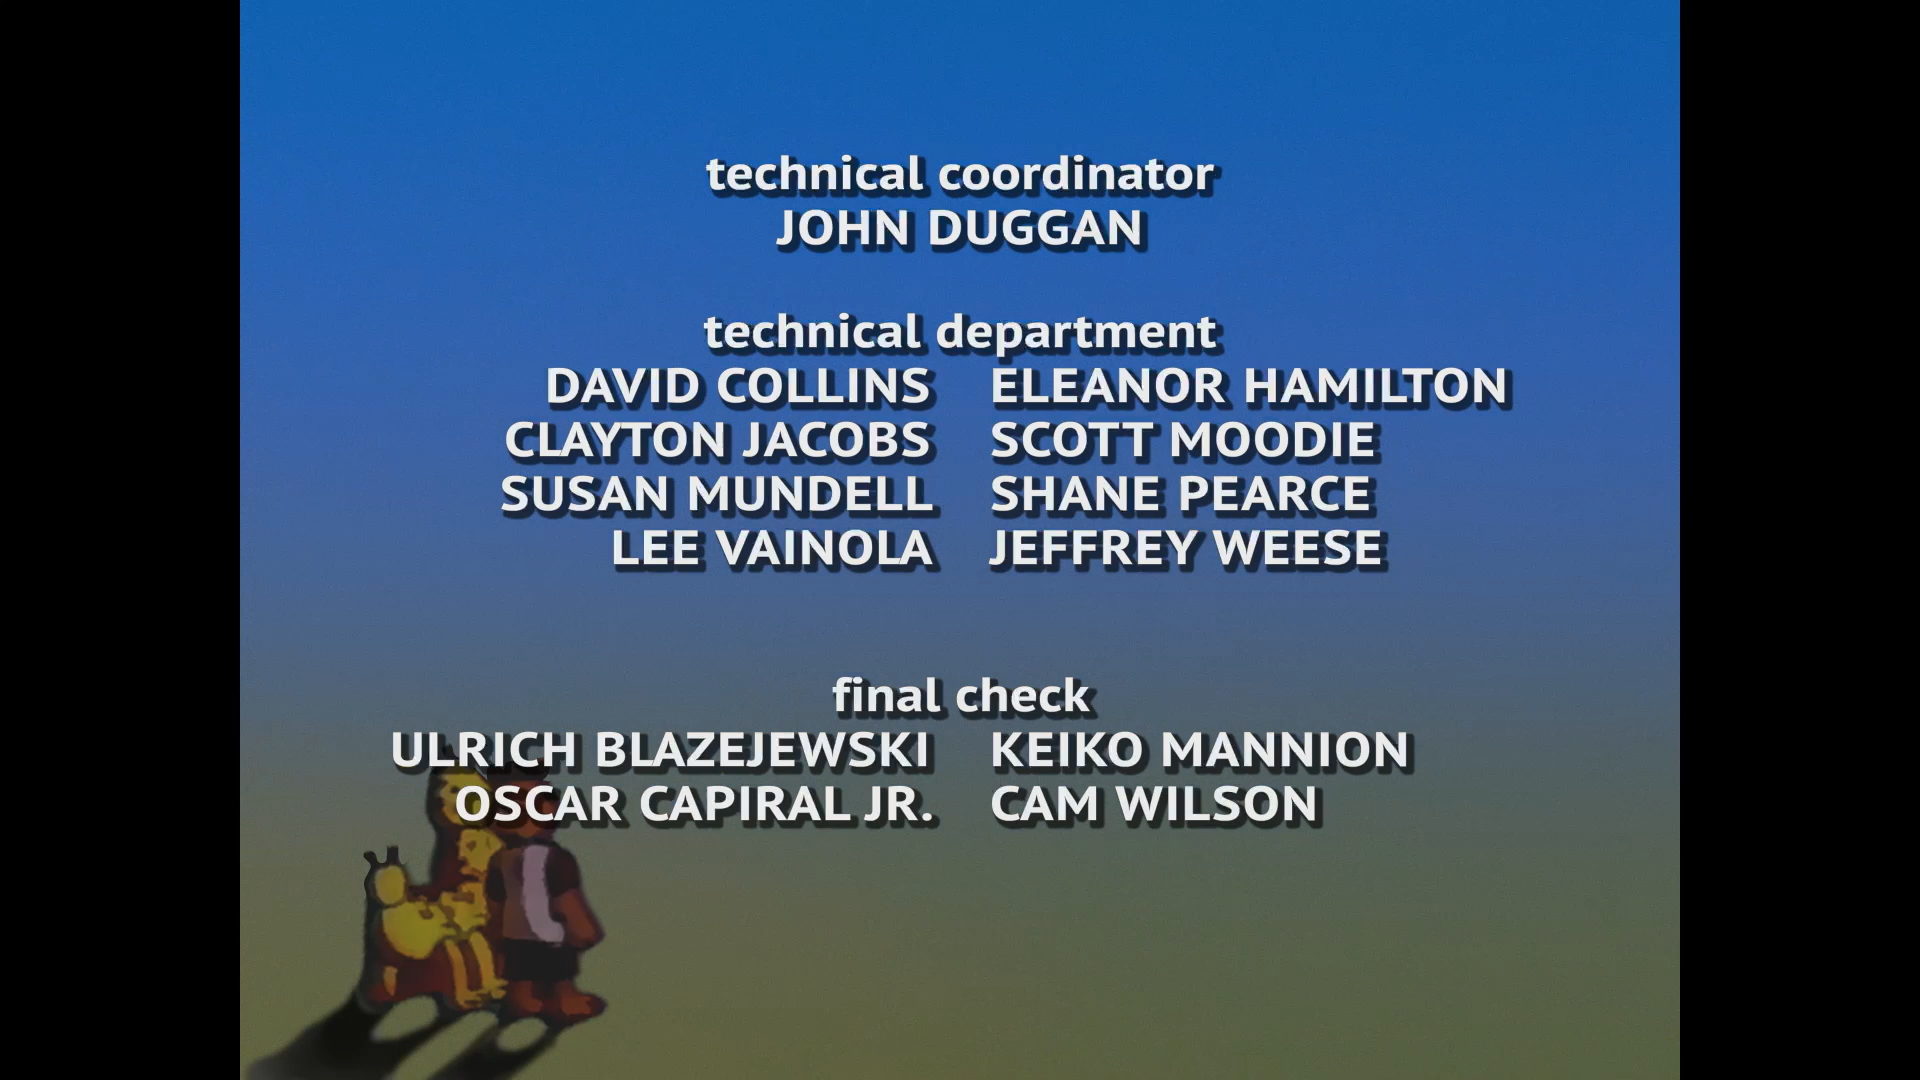 technical coordinator
JOHN DUGGAN
technical department
DAVID COLLINS ELEANOR HAMILTON
CLAYTON JACOBS SCOTT MOODIE
SUSAN MUNDELL SHANE PEARCE
LEE VAINOLA JEFFREY WEESE
final check
ULRICH BLAZEJEWSKI KEIKO MANNION
OSCAR CAPIRAL JR. CAM WILSON